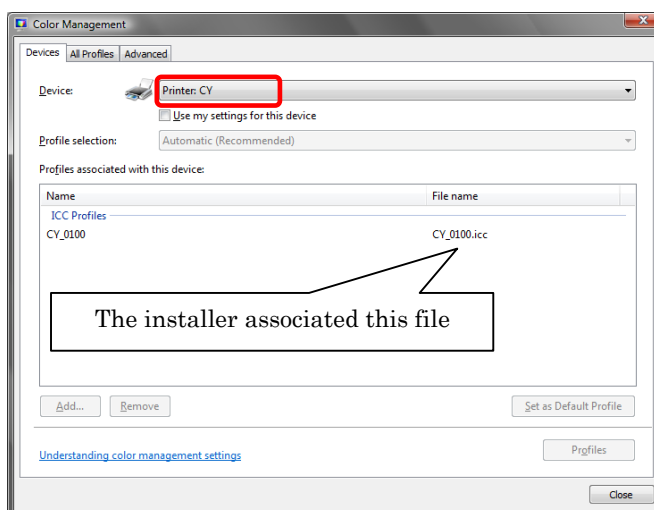 Color Management
Devices All Profiles Advanced
Device: Printer: CY
Use my settings for this device
Profile selection: Automatic (Recommended)
Profiles associated with this device:
Name File name
ICC Profiles
CY_0100 CY_0100.icc
The installer associated this file
Add... Remove Set as Default Profile
Understanding color management settings Profiles
Close